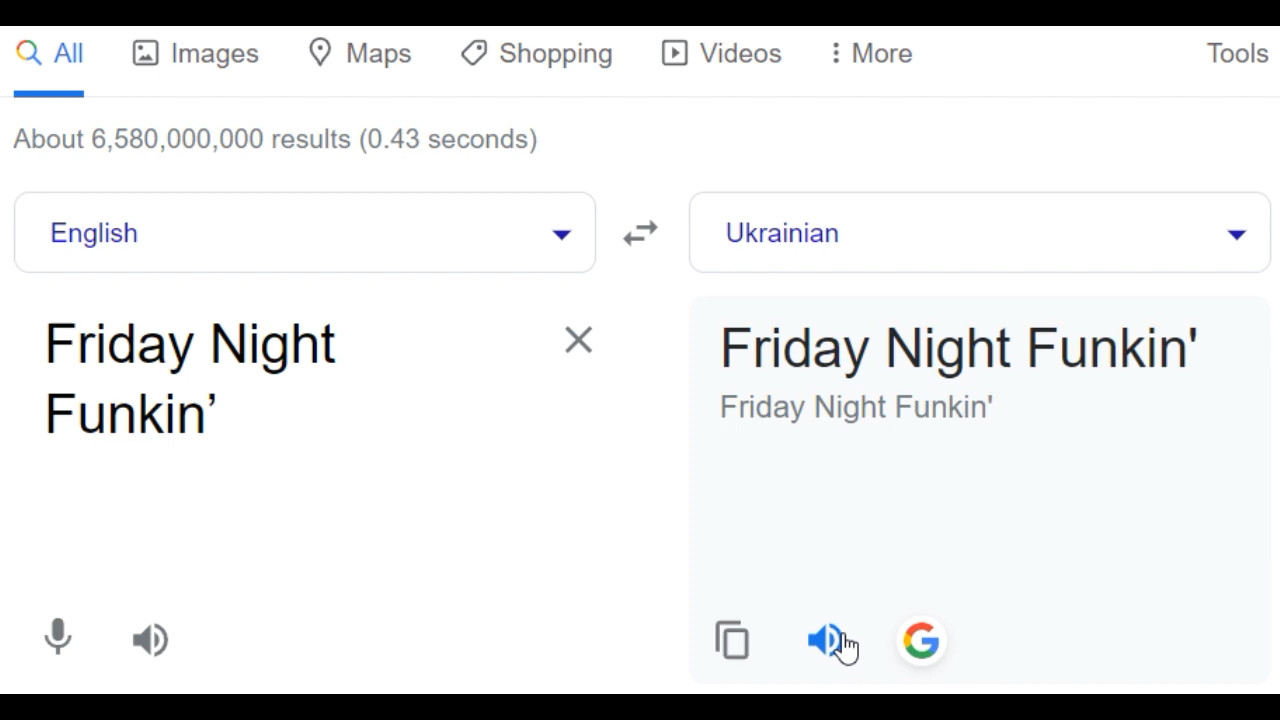 All Images Maps Shopping Videos More Tools
About 6,580,000,000 results (0.43 seconds)
English Ukrainian
Friday Night
Funkin’
Friday Night Funkin'
Friday Night Funkin'